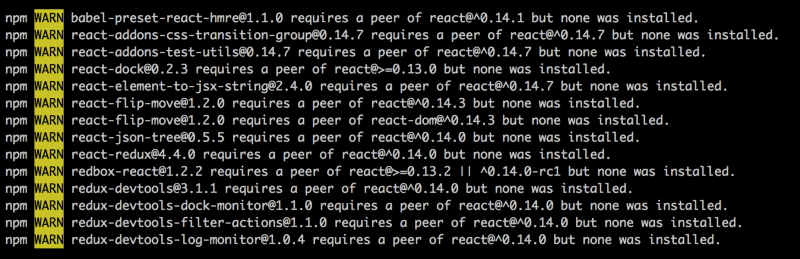 npm WARN babel-preset-react-hmre@1.1.0 requires a peer of react@^0.14.1 but none was installed.
npm WARN react-addons-css-transition-group@0.14.7 requires a peer of react@^0.14.7 but none was installed.
npm WARN react-addons-test-utils@0.14.7 requires a peer of react@^0.14.7 but none was installed.
npm WARN react-dock@0.2.3 requires a peer of react@>=0.13.0 but none was installed.
npm WARN react-element-to-jsx-string@2.4.0 requires a peer of react@^0.14.7 but none was installed.
npm WARN react-flip-move@1.2.0 requires a peer of react@^0.14.3 but none was installed.
npm WARN react-flip-move@1.2.0 requires a peer of react-dom@^0.14.3 but none was installed.
npm WARN react-json-tree@0.5.5 requires a peer of react@^0.14.0 but none was installed.
npm WARN react-redux@4.4.0 requires a peer of react@^0.14.0 but none was installed.
npm WARN redbox-react@1.2.2 requires a peer of react@>=0.13.2 || ^0.14.0-rc1 but none was installed.
npm WARN redux-devtools@3.1.1 requires a peer of react@^0.14.0 but none was installed.
npm WARN redux-devtools-dock-monitor@1.1.0 requires a peer of react@^0.14.0 but none was installed.
npm WARN redux-devtools-filter-actions@1.1.0 requires a peer of react@^0.14.0 but none was installed.
npm WARN redux-devtools-log-monitor@1.0.4 requires a peer of react@^0.14.0 but none was installed.